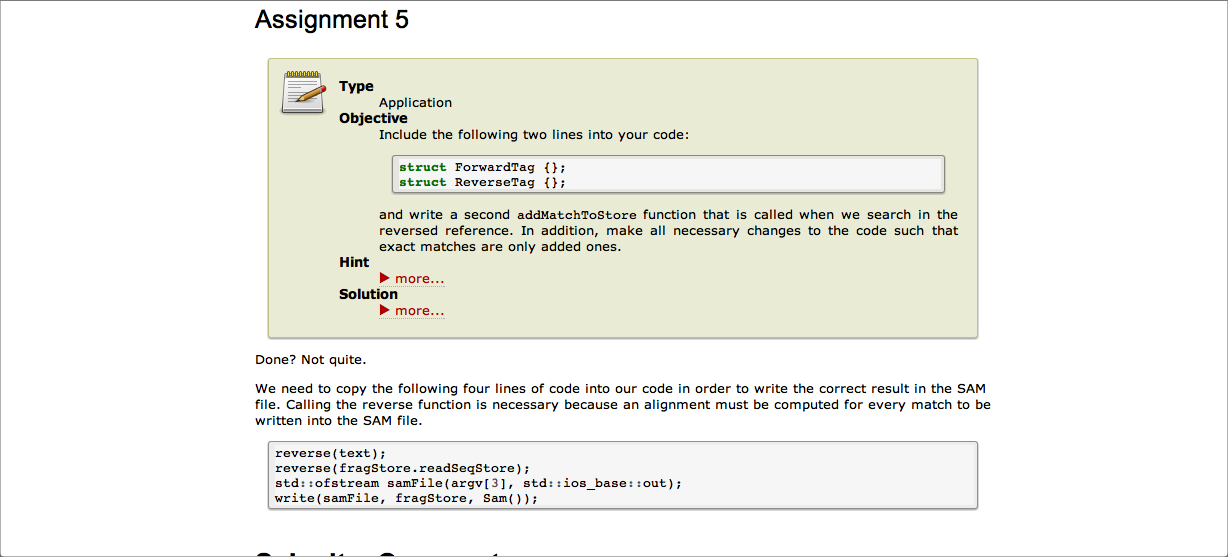 Assignment 5
Type
Application
Objective
Include the following two lines into your code:
struct ForwardTag {};
struct ReverseTag {};
and write a second addMatchToStore function that is called when we search in the
reversed reference. In addition, make all necessary changes to the code such that
exact matches are only added ones.
Hint
more...
Solution
more...
Done? Not quite.
We need to copy the following four lines of code into our code in order to write the correct result in the SAM
file. Calling the reverse function is necessary because an alignment must be computed for every match to be
written into the SAM file.
reverse(text);
reverse(fragStore.readSeqStore);
std::ofstream samFile(argv[3], std::ios_base::out);
write(samFile, fragStore, Sam());